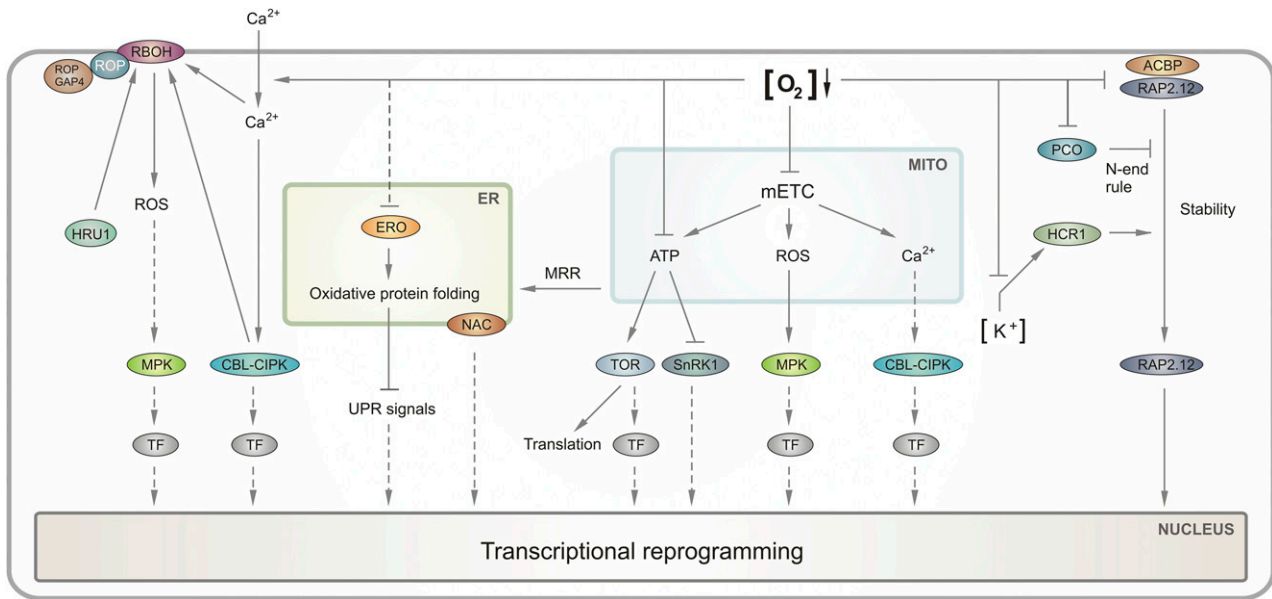 Ca2+
RBOH
ROP
ROP
GAP4
ACBP
RAP2.12
[O2]
Ca2+
PCO
MITO
N-end
rule
ER
mETC
ROS
Stability
HRU1
ERO
HCR1
ATP
ROS
Ca2+
MRR
Oxidative protein folding
NAC
[K+]
MPK
CBL-CIPK
TOR
SnRK1
MPK
CBL-CIPK
RAP2.12
UPR signals
Translation
TF
TF
TF
TF
TF
NUCLEUS
Transcriptional reprogramming